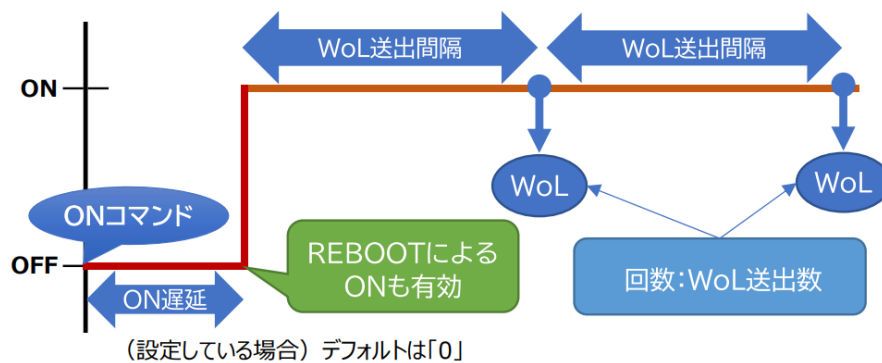 WoL送出間隔
WoL送出間隔
ON
WoL
WoL
ONコマンド
REBOOTによる
ONも有効
回数：WoL送出数
OFF
ON遅延
（設定している場合）デフォルトは「0」